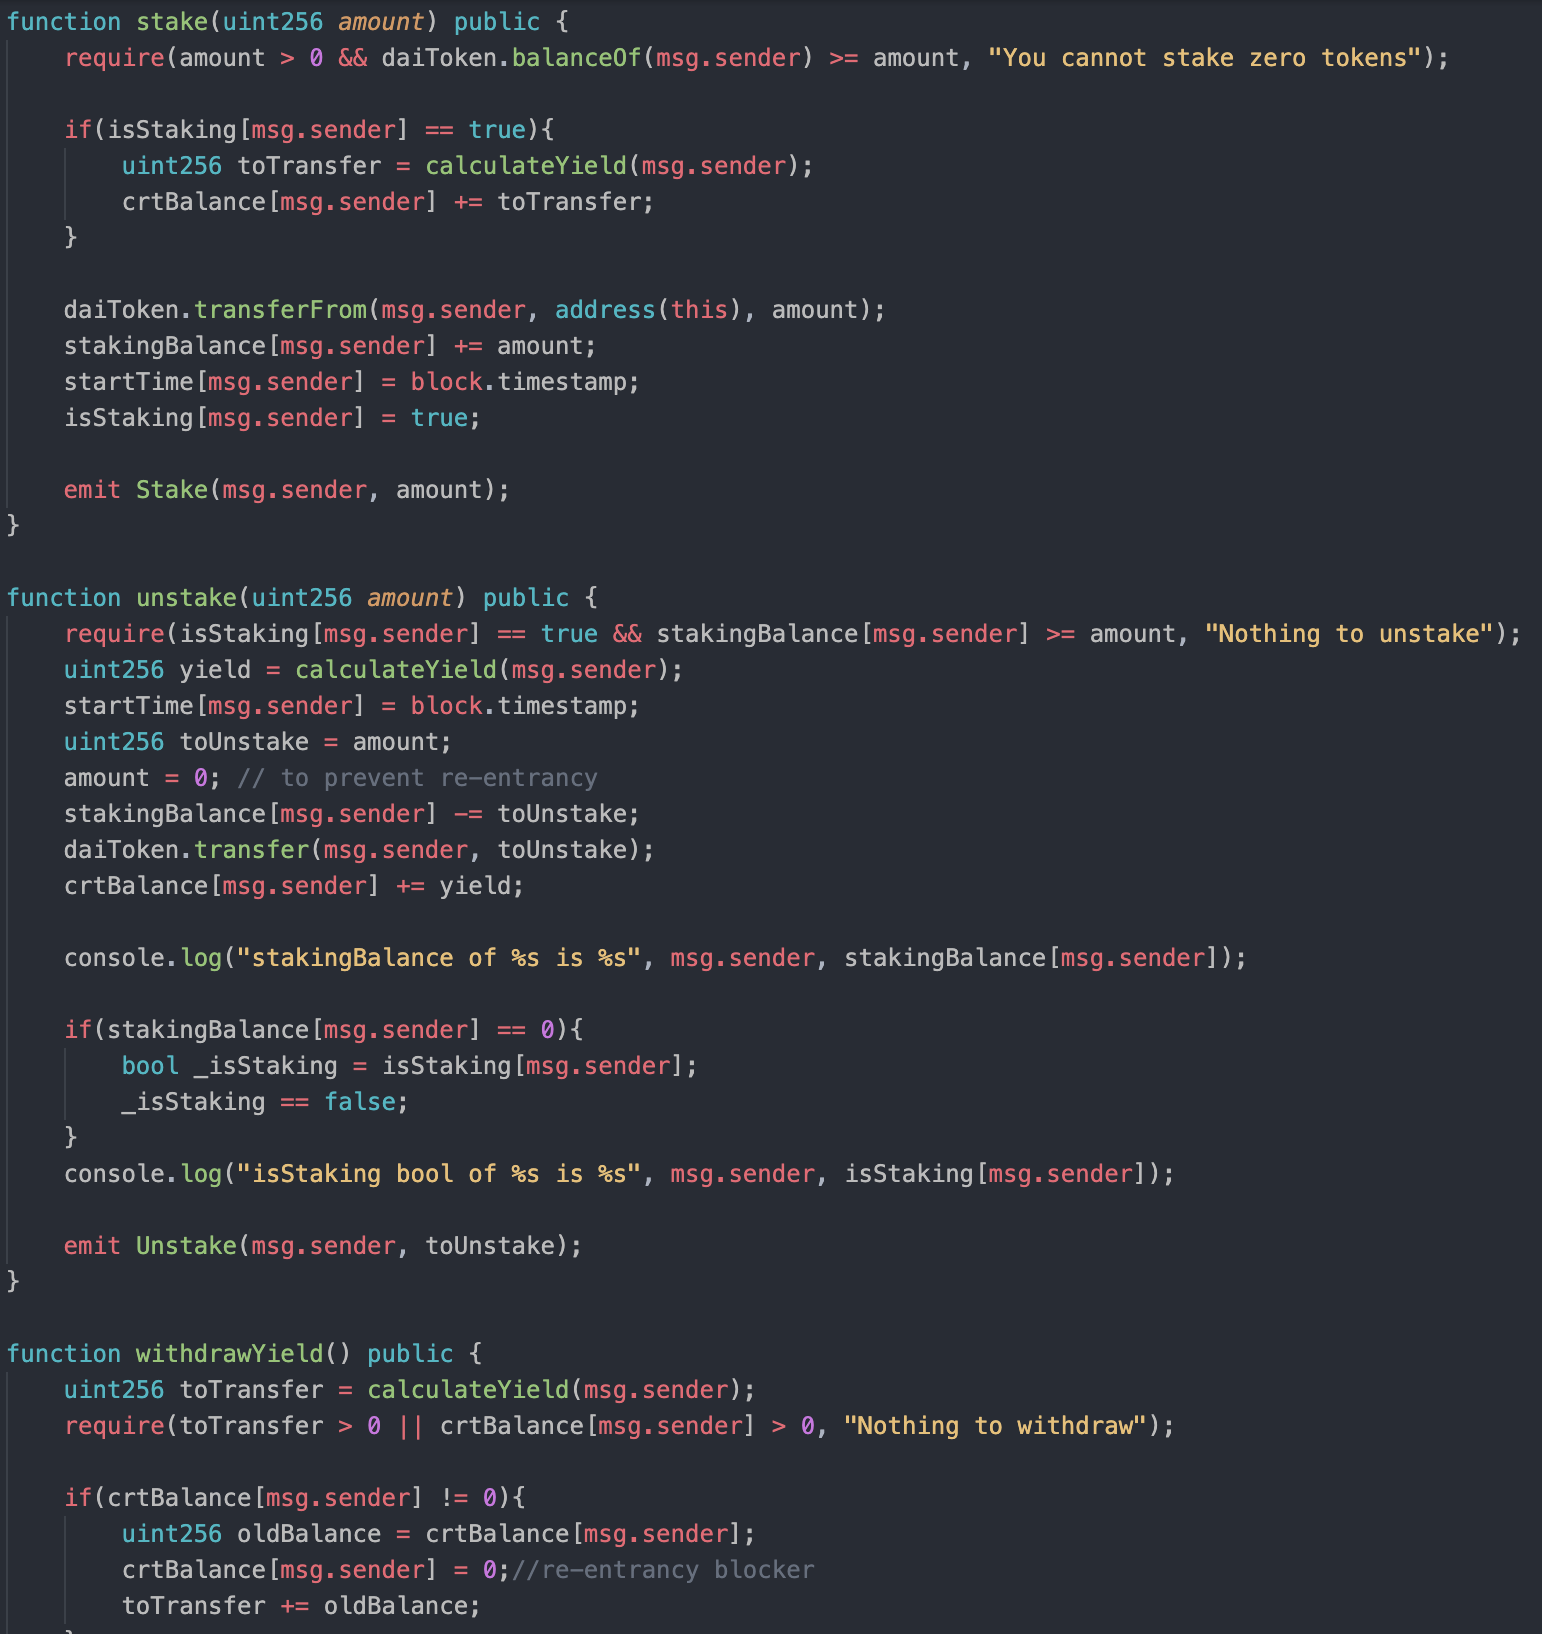 function stake(uint256 amount) public {
    require(amount > 0 && daiToken.balanceOf(msg.sender) >= amount, "You cannot stake zero tokens");

    if(isStaking[msg.sender] == true){
        uint256 toTransfer = calculateYield(msg.sender);
        crtBalance[msg.sender] += toTransfer;
    }

    daiToken.transferFrom(msg.sender, address(this), amount);
    stakingBalance[msg.sender] += amount;
    startTime[msg.sender] = block.timestamp;
    isStaking[msg.sender] = true;

    emit Stake(msg.sender, amount);
}

function unstake(uint256 amount) public {
    require(isStaking[msg.sender] == true && stakingBalance[msg.sender] >= amount, "Nothing to unstake");
    uint256 yield = calculateYield(msg.sender);
    startTime[msg.sender] = block.timestamp;
    uint256 toUnstake = amount;
    amount = 0; // to prevent re-entrancy
    stakingBalance[msg.sender] -= toUnstake;
    daiToken.transfer(msg.sender, toUnstake);
    crtBalance[msg.sender] += yield;

    console.log("stakingBalance of %s is %s", msg.sender, stakingBalance[msg.sender]);

    if(stakingBalance[msg.sender] == 0){
        bool _isStaking = isStaking[msg.sender];
        _isStaking == false;
    }
    console.log("isStaking bool of %s is %s", msg.sender, isStaking[msg.sender]);

    emit Unstake(msg.sender, toUnstake);
}

function withdrawYield() public {
    uint256 toTransfer = calculateYield(msg.sender);
    require(toTransfer > 0 || crtBalance[msg.sender] > 0, "Nothing to withdraw");

    if(crtBalance[msg.sender] != 0){
        uint256 oldBalance = crtBalance[msg.sender];
        crtBalance[msg.sender] = 0;//re-entrancy blocker
        toTransfer += oldBalance;